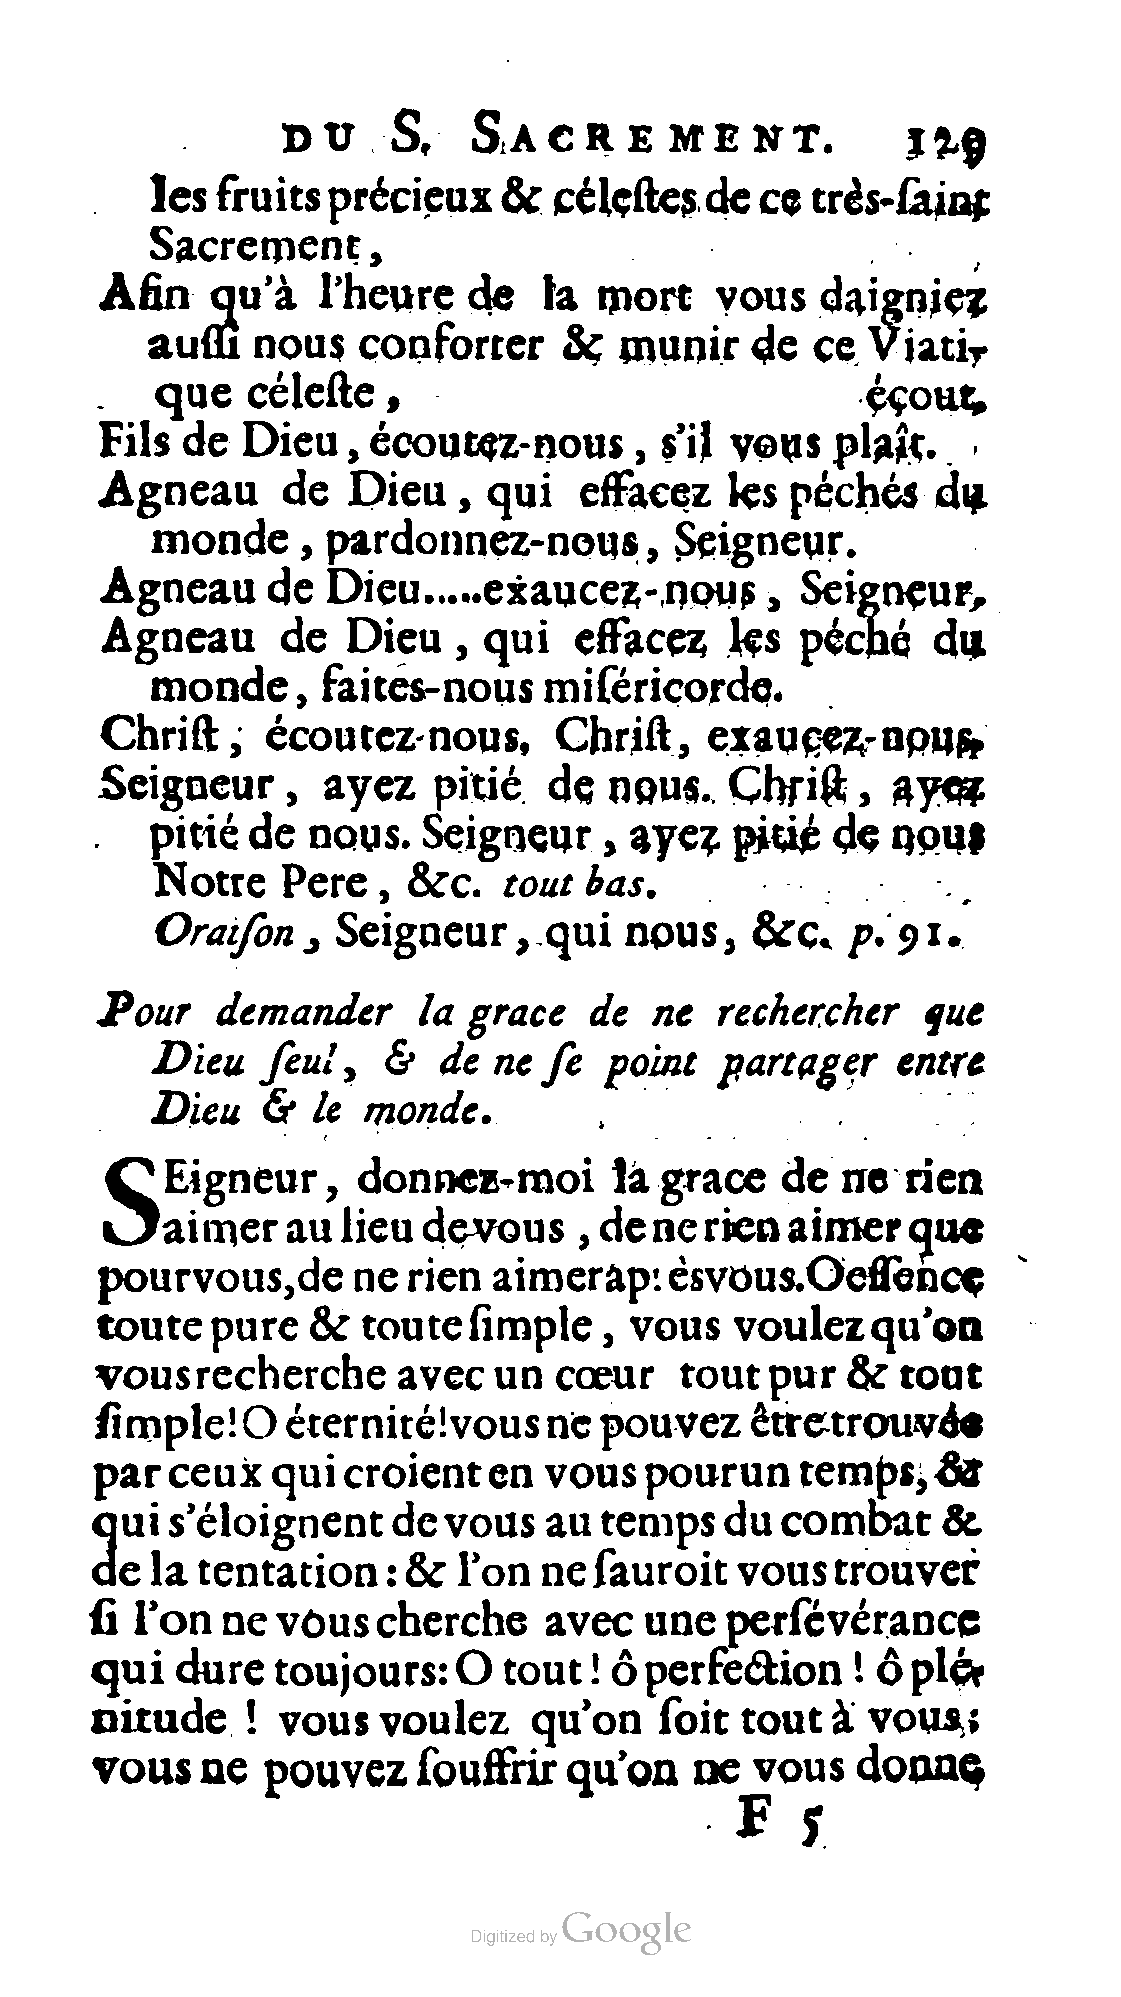 DU S. SACREMENT. 129
les fruits précieux & céleſtes de ce très-ſaint
Sacrement,
Afin qu'à l'heure de la mort vous daigniez
auſſi nous conforter & munir de ce Viati-
que céleſte, écout.
Fils de Dieu, écoutez-nous, s'il vous plaît.
Agneau de Dieu, qui effacez les péchés du
monde, pardonnez-nous, Seigneur.
Agneau de Dieu.....exaucez-nous, Seigneur,
Agneau de Dieu, qui effacez les péché du
monde, faites-nous miſéricorde.
Chriſt, écoutez-nous, Chriſt, exaucez-nous,
Seigneur, ayez pitié de nous. Chriſt, ayez
pitié de nous. Seigneur, ayez pitié de nous
Notre Pere, &c. tout bas.
Oraiſon, Seigneur, qui nous, &c. p. 91.
Pour demander la grace de ne rechercher que
Dieu ſeul, & de ne ſe point partager entre
Dieu & le monde.
SEigneur, donnez-moi la grace de ne rien
aimer au lieu de vous, de ne rien aimer que
pour vous, de ne rien aimer après vous. O eſſence
toute pure & toute ſimple, vous voulez qu'on
vous recherche avec un cœur tout pur & tout
ſimple! O éternité! vous ne pouvez être trouvée
par ceux qui croient en vous pour un temps, &
qui s'éloignent de vous au temps du combat &
de la tentation: & l'on ne ſauroit vous trouver
ſi l'on ne vous cherche avec une perſévérance
qui dure toujours: O tout! ô perfection! ô plé-
nitude! vous voulez qu'on ſoit tout à vous;
vous ne pouvez ſouffrir qu'on ne vous donne
F 5
Digitized by Google